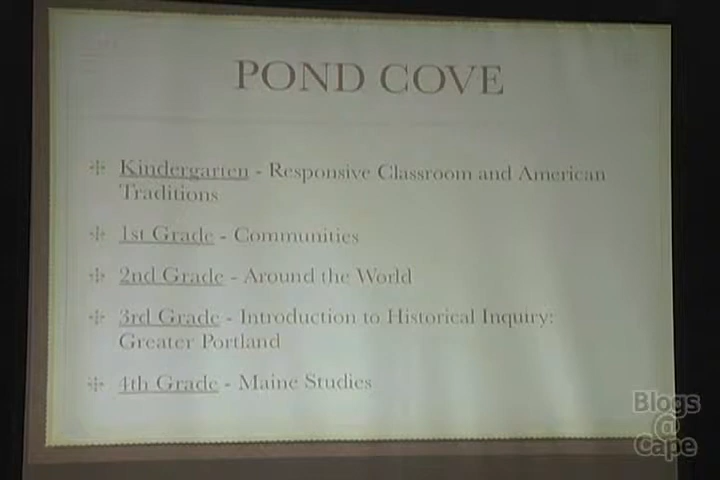 POND COVE
Kindergarten - Responsive Classroom and American
Traditions
1st Grade - Communities
2nd Grade - Around the World
3rd Grade - Introduction to Historical Inquiry:
Greater Portland
4th Grade - Maine Studies
Blogs
@
Cape